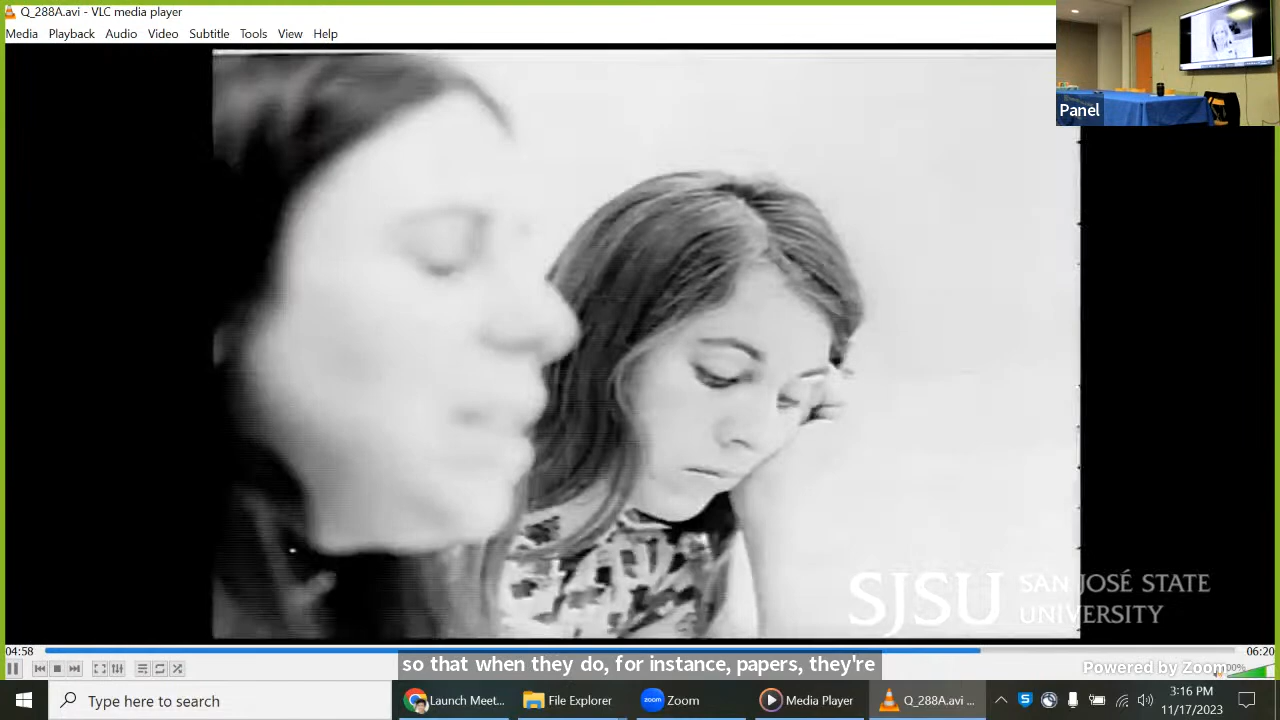 Q_288A.avi - VLC media player
Media Playback Audio Video Subtitle Tools View Help
Panel
SJSU SAN JOSÉ STATE
UNIVERSITY
04:58
06:20
so that when they do, for instance, papers, they're
Powered by Zoom
Type here to search
Launch Meet...
File Explorer
Zoom
Media Player
Q_288A.avi ...
3:16 PM
11/17/2023